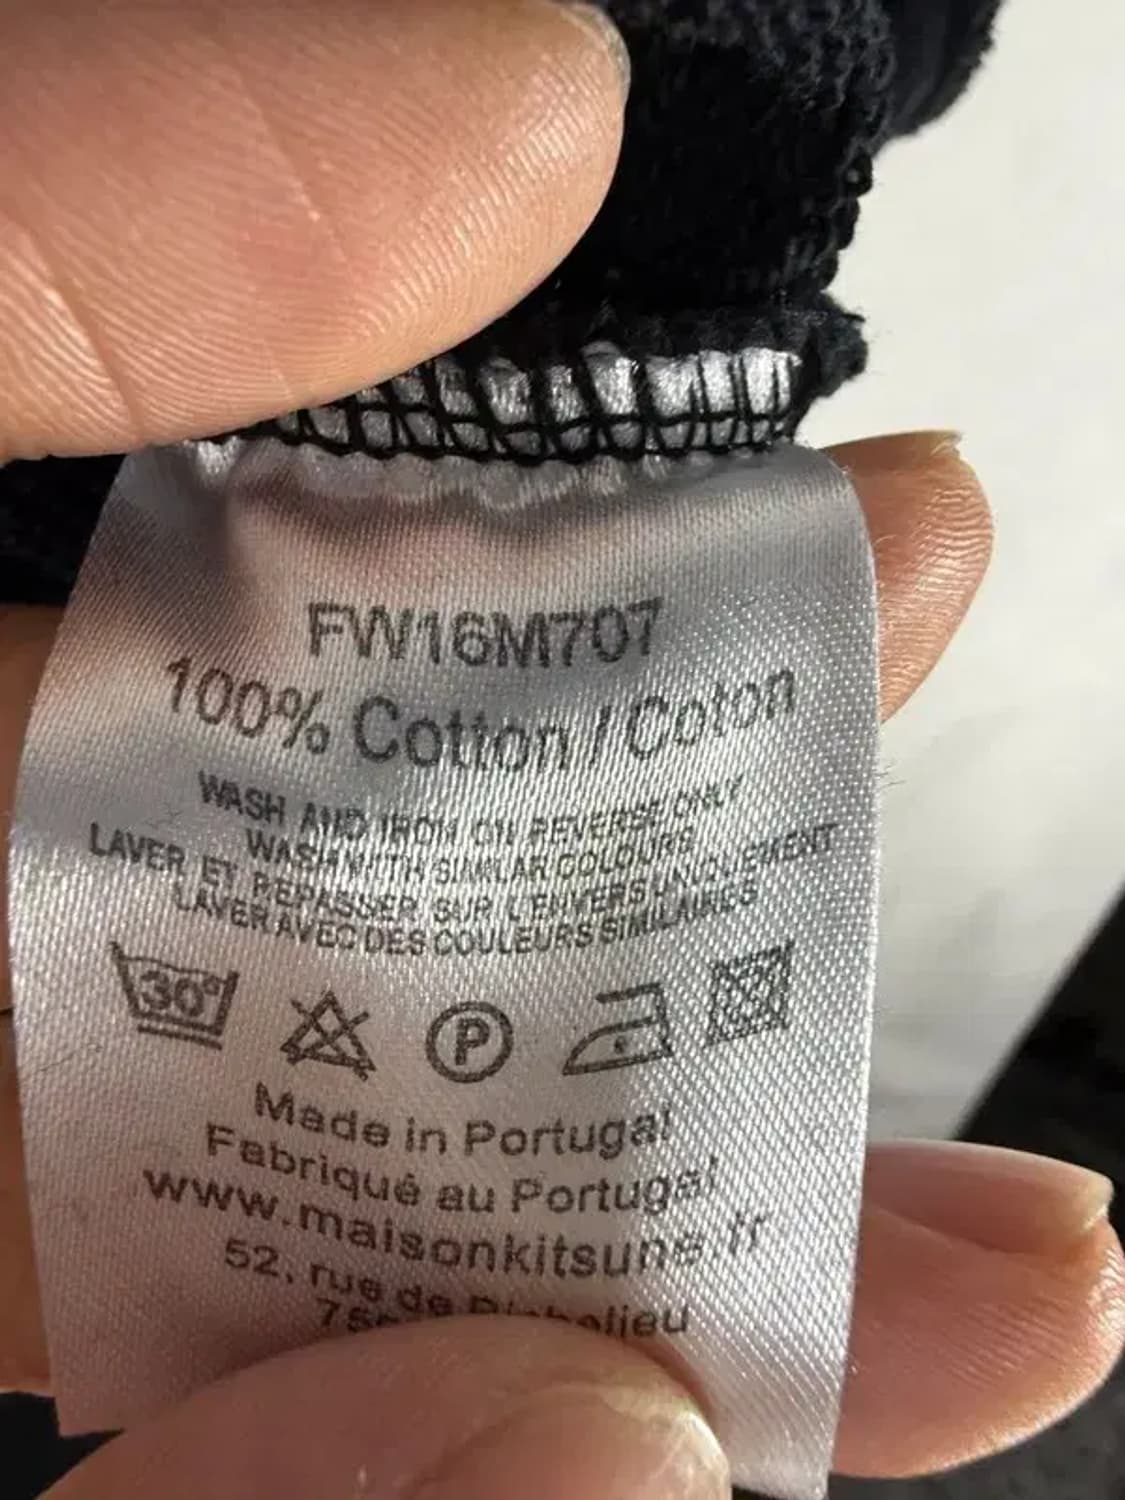 FW16M707
100% Cotton / Coton
WASH AND IRON ON REVERSE ONLY
WASH WITH SIMILAR COLOURS
LAVER ET REPASSER SUR L'ENVERS UNIQUEMENT
LAVER AVEC DES COULEURS SIMILAIRES
30°
P
Made in Portugal
Fabriqué au Portugal
www.maisonkitsune.fr
52, rue de Richelieu